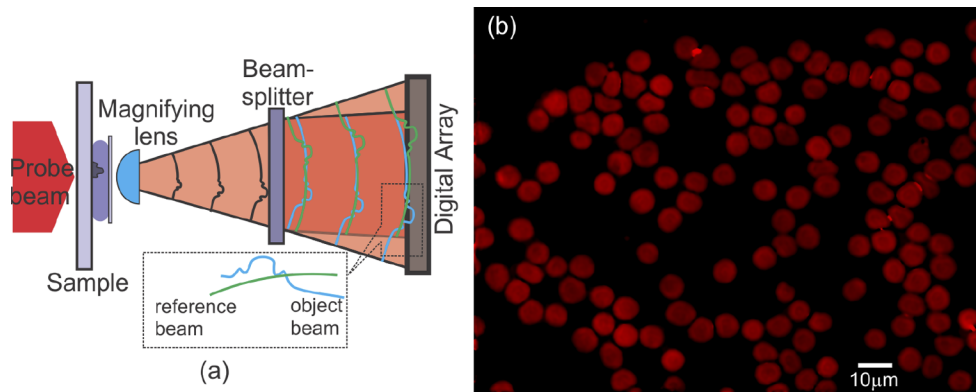 Probe
beam
Sample
Magnifying
lens
Beam-
splitter
Digital Array
reference
beam
object
beam
(a)
(b)
10μm